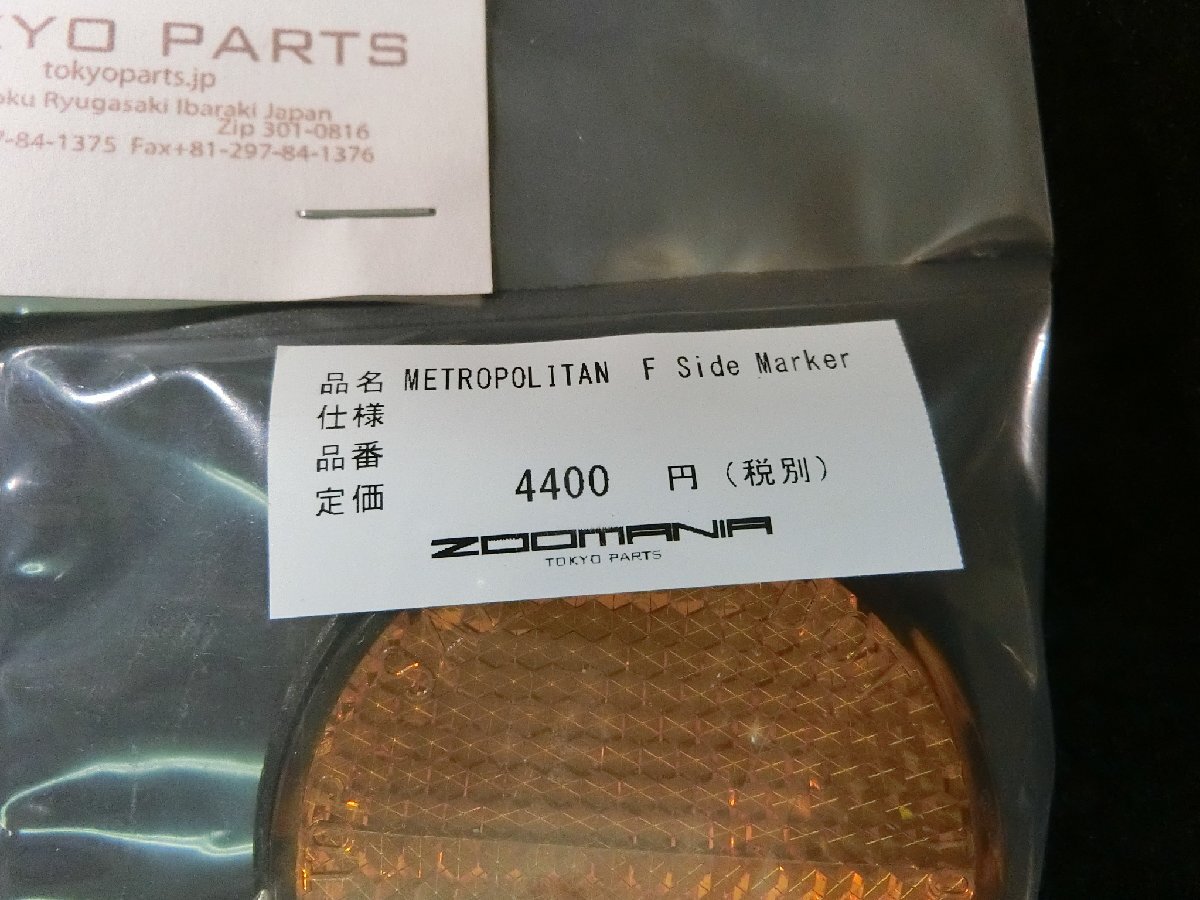 YO PARTS
tokyoparts.jp
Ryugasaki Ibaraki Japan
Zip 301-0816
-84-1375 Fax+81-297-84-1376
品名 METROPOLITAN F Side Marker
仕様
品番
定価 4400 円 (税別)
ZOOMANIA
TOKYO PARTS